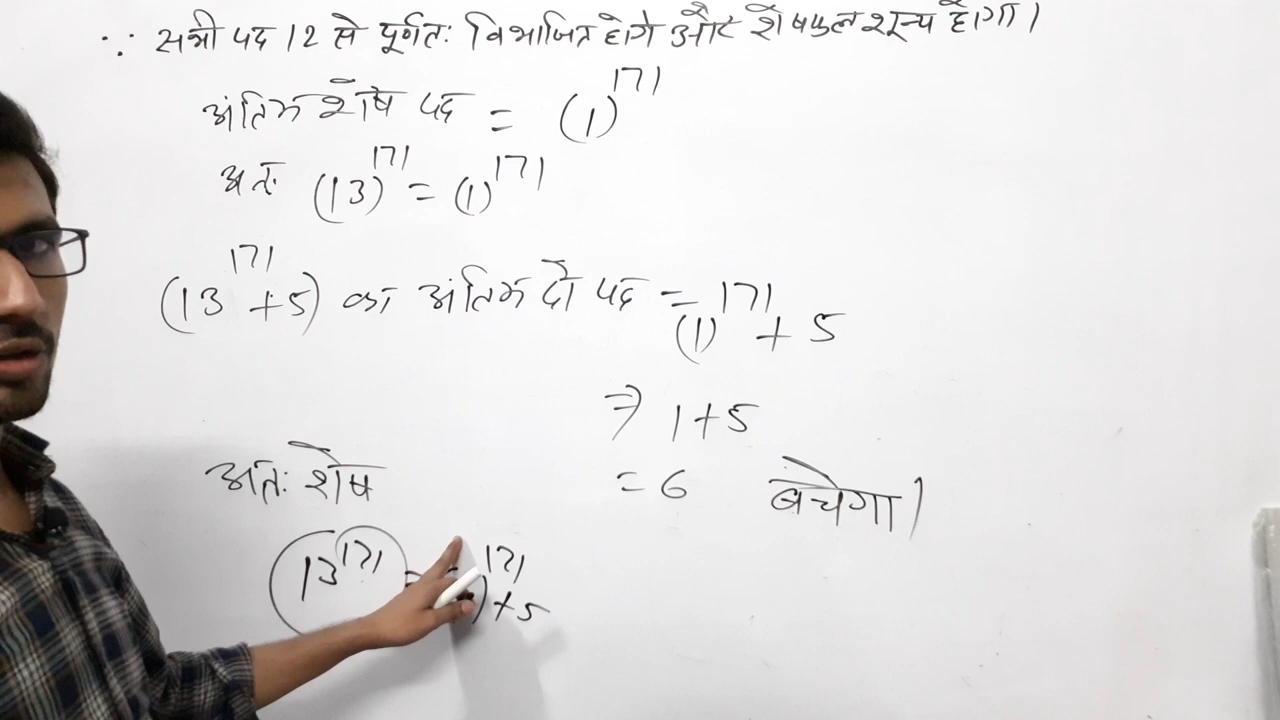 ∵ सभी पद 12 से पूर्णतः विभाजित होंगे और शेषफल शून्य होगा।
अंतिम शेष पद = (1)^171
अतः (13)^171 = (1)^171
(13^171 + 5) का अंतिम दो पद = (1)^171 + 5
⇒ 1 + 5
= 6 बचेगा।
अतः शेष
13^171 = ) ^171 + 5